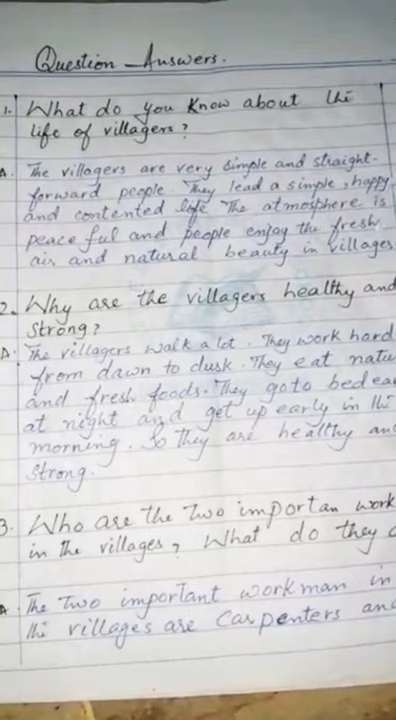 Question - Answers.
1. What do you know about the
life of villagers?
A. The villagers are very simple and straight-
forward people. They lead a simple, happy
and contented life. The atmosphere is
peaceful and people enjoy the fresh
air and natural beauty in villages
2. Why are the villagers healthy and
strong?
A. The villagers walk a lot. They work hard
from dawn to dusk. They eat natu
and fresh foods. They goto bed ear
at night and get up early in the
morning. So they are healthy and
strong.
3. Who are the two importan work
in the villages? What do they
A. The two important workman in
the villages are Carpenters and